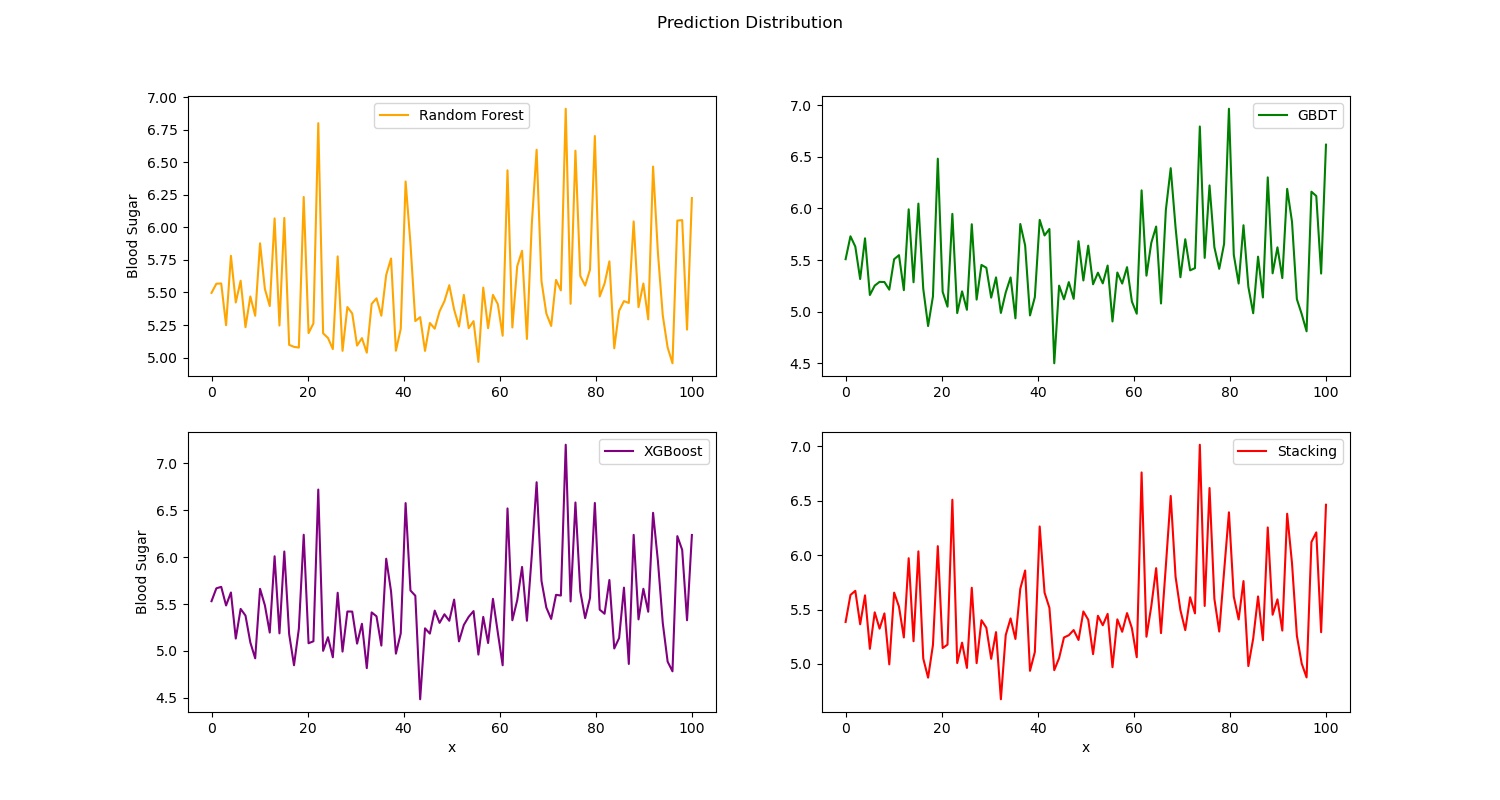 Prediction Distribution
Random Forest
7.00
6.75
6.50
6.25
6.00
5.75
5.50
5.25
5.00
Blood Sugar
0 20 40 60 80 100
GBDT
7.0
6.5
6.0
5.5
5.0
4.5
0 20 40 60 80 100
XGBoost
7.0
6.5
6.0
5.5
5.0
4.5
Blood Sugar
0 20 40 60 80 100
x
Stacking
7.0
6.5
6.0
5.5
5.0
0 20 40 60 80 100
x